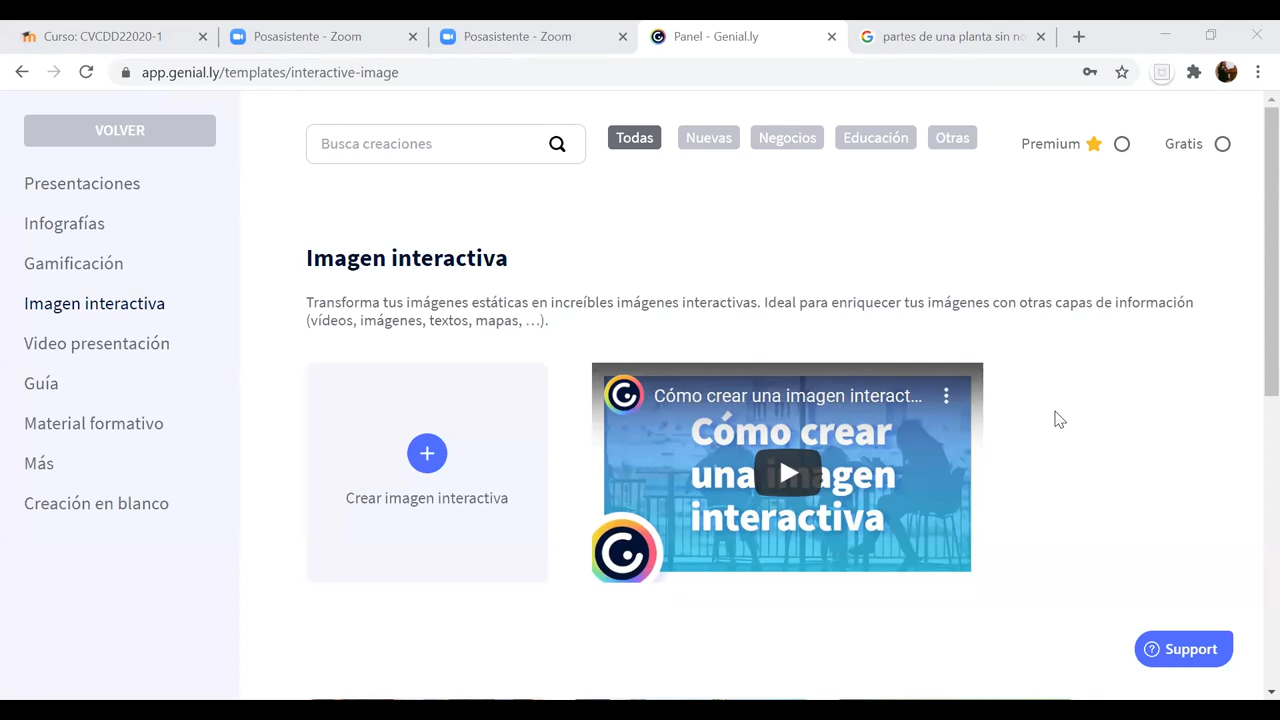 Curso: CVCDD22020-1
Posasistente - Zoom
Posasistente - Zoom
Panel - Genial.ly
partes de una planta sin no
app.genial.ly/templates/interactive-image
VOLVER
Presentaciones
Infografías
Gamificación
Imagen interactiva
Video presentación
Guía
Material formativo
Más
Creación en blanco
Busca creaciones
Todas
Nuevas
Negocios
Educación
Otras
Premium
Gratis
Imagen interactiva
Transforma tus imágenes estáticas en increíbles imágenes interactivas. Ideal para enriquecer tus imágenes con otras capas de información
(vídeos, imágenes, textos, mapas, …).
Crear imagen interactiva
Cómo crear una imagen interact…
Cómo crear
una imagen
interactiva
Support